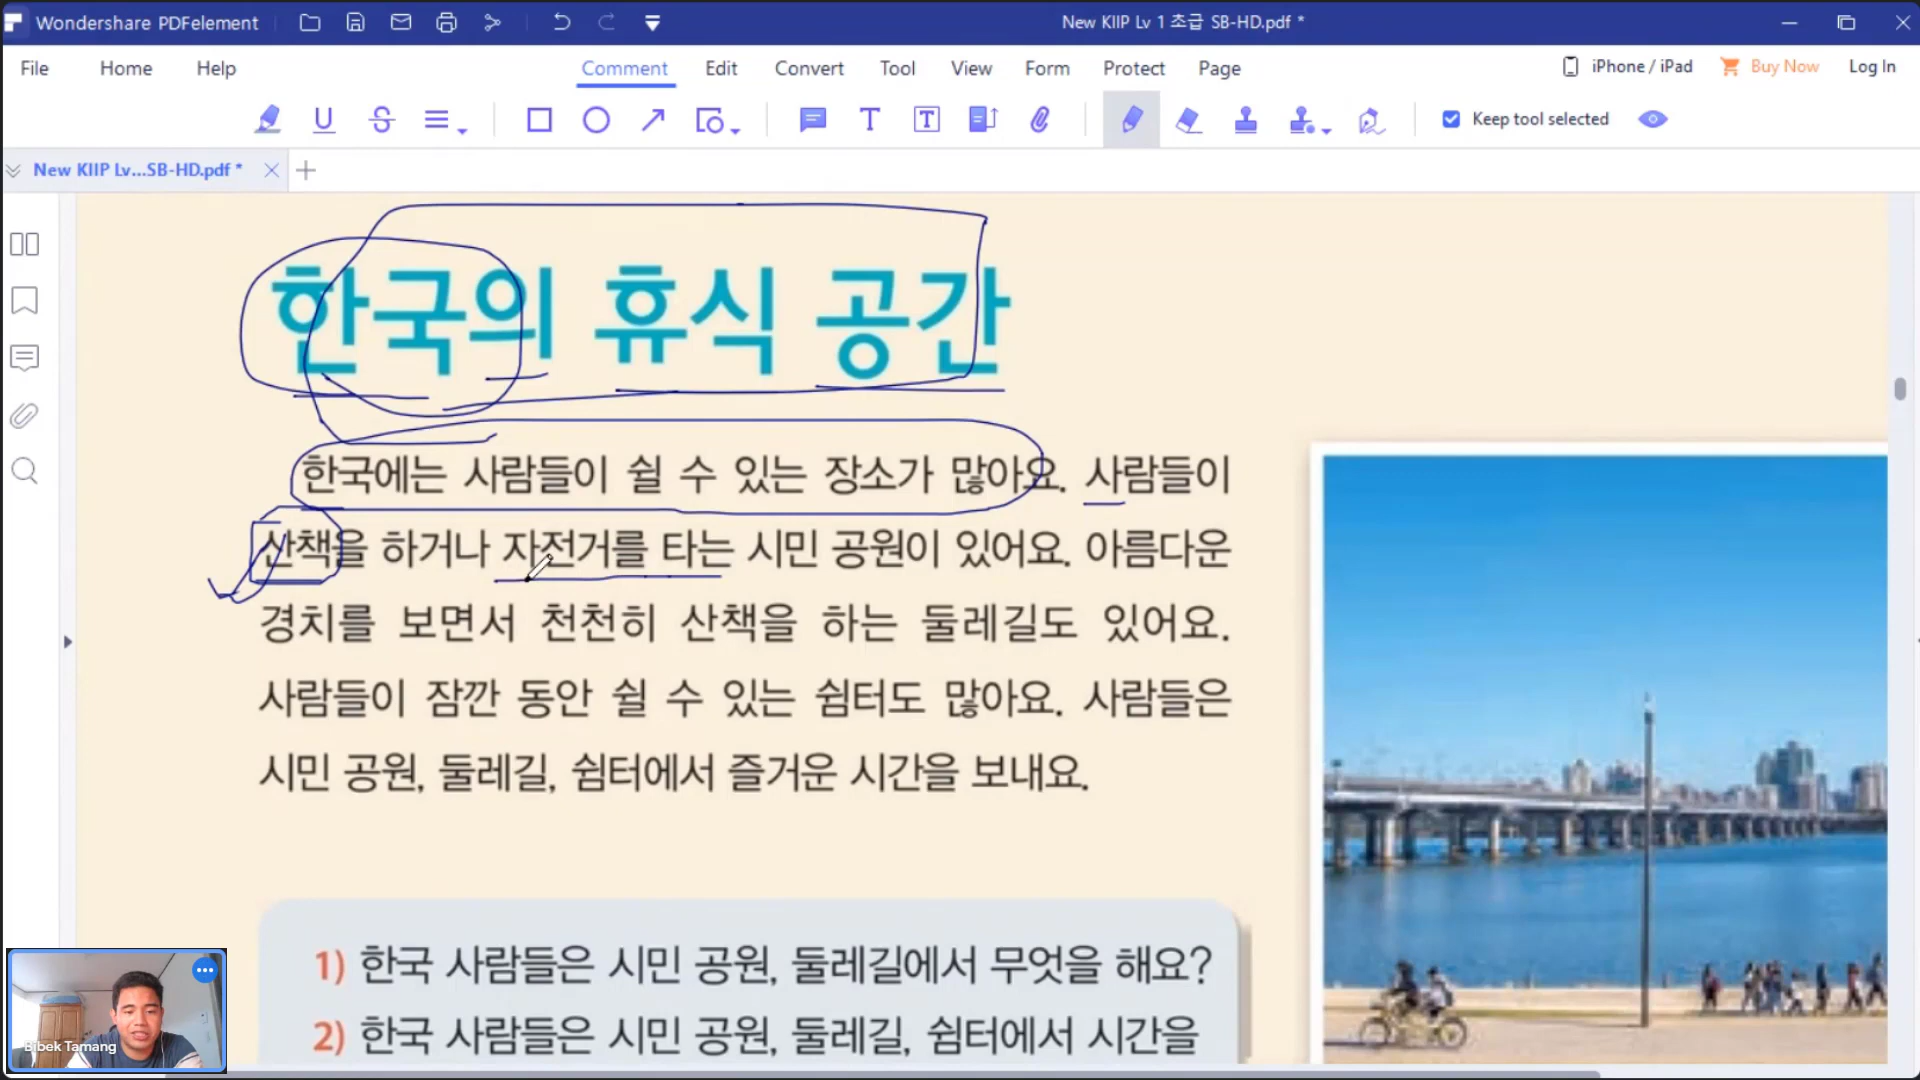 Wondershare PDFelement
New KIIP Lv 1 초급 SB-HD.pdf *
File Home Help Comment Edit Convert Tool View Form Protect Page iPhone / iPad Buy Now Log In
Keep tool selected
New KIIP Lv...SB-HD.pdf *
한국의 휴식 공간
한국에는 사람들이 쉴 수 있는 장소가 많아요. 사람들이
산책을 하거나 자전거를 타는 시민 공원이 있어요. 아름다운
경치를 보면서 천천히 산책을 하는 둘레길도 있어요.
사람들이 잠깐 동안 쉴 수 있는 쉼터도 많아요. 사람들은
시민 공원, 둘레길, 쉼터에서 즐거운 시간을 보내요.
1) 한국 사람들은 시민 공원, 둘레길에서 무엇을 해요?
2) 한국 사람들은 시민 공원, 둘레길, 쉼터에서 시간을
Bibek Tamang